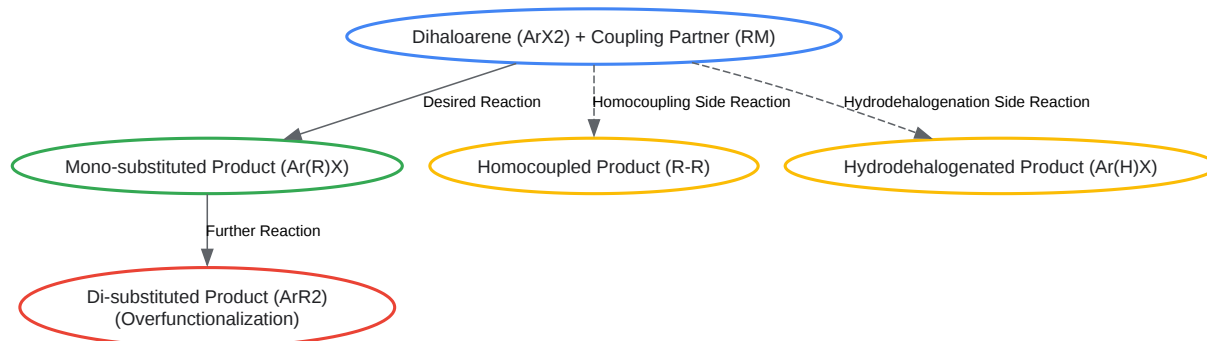 Dihaloarene (ArX2) + Coupling Partner (RM)
Desired Reaction
Homocoupling Side Reaction
Hydrodehalogenation Side Reaction
Mono-substituted Product (Ar(R)X)
Homocoupled Product (R-R)
Hydrodehalogenated Product (Ar(H)X)
Further Reaction
Di-substituted Product (ArR2)
(Overfunctionalization)